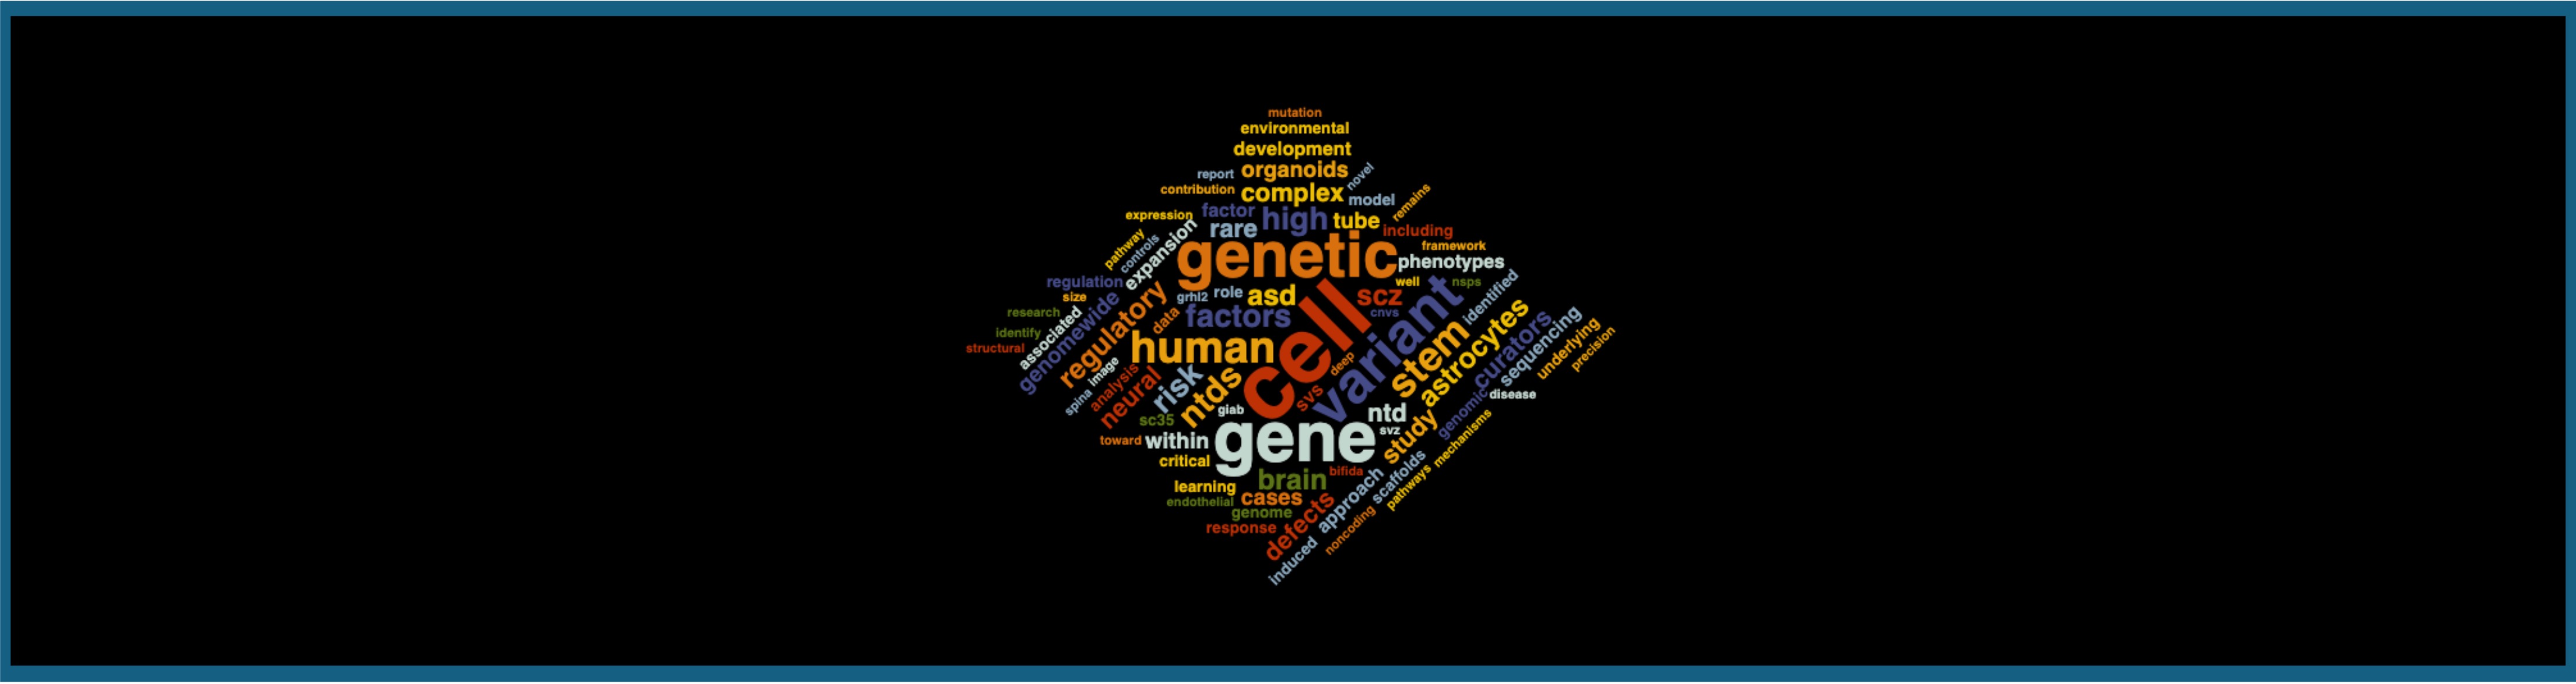 mutation
environmental
development
organoids
report
novel
contribution
complex
model
remains
expression
factor
high
tube
rare
including
pathway
controls
expansion
genetic
framework
phenotypes
regulation
well
nsps
identified
size
grhl2
role
asd
scz
variant
research
associated
genomewide
regulatory
data
factors
cell
cnvs
identify
structural
human
stem
astrocytes
curators
sequencing
underlying
precision
image
deep
spina
analysis
neural
risk
ntds
svs
disease
giab
ntd
genomic
sc35
svz
study
mechanisms
toward
within
gene
critical
brain
bifida
scaffolds
pathways
learning
approach
endothelial
cases
genome
response
defects
noncoding
induced